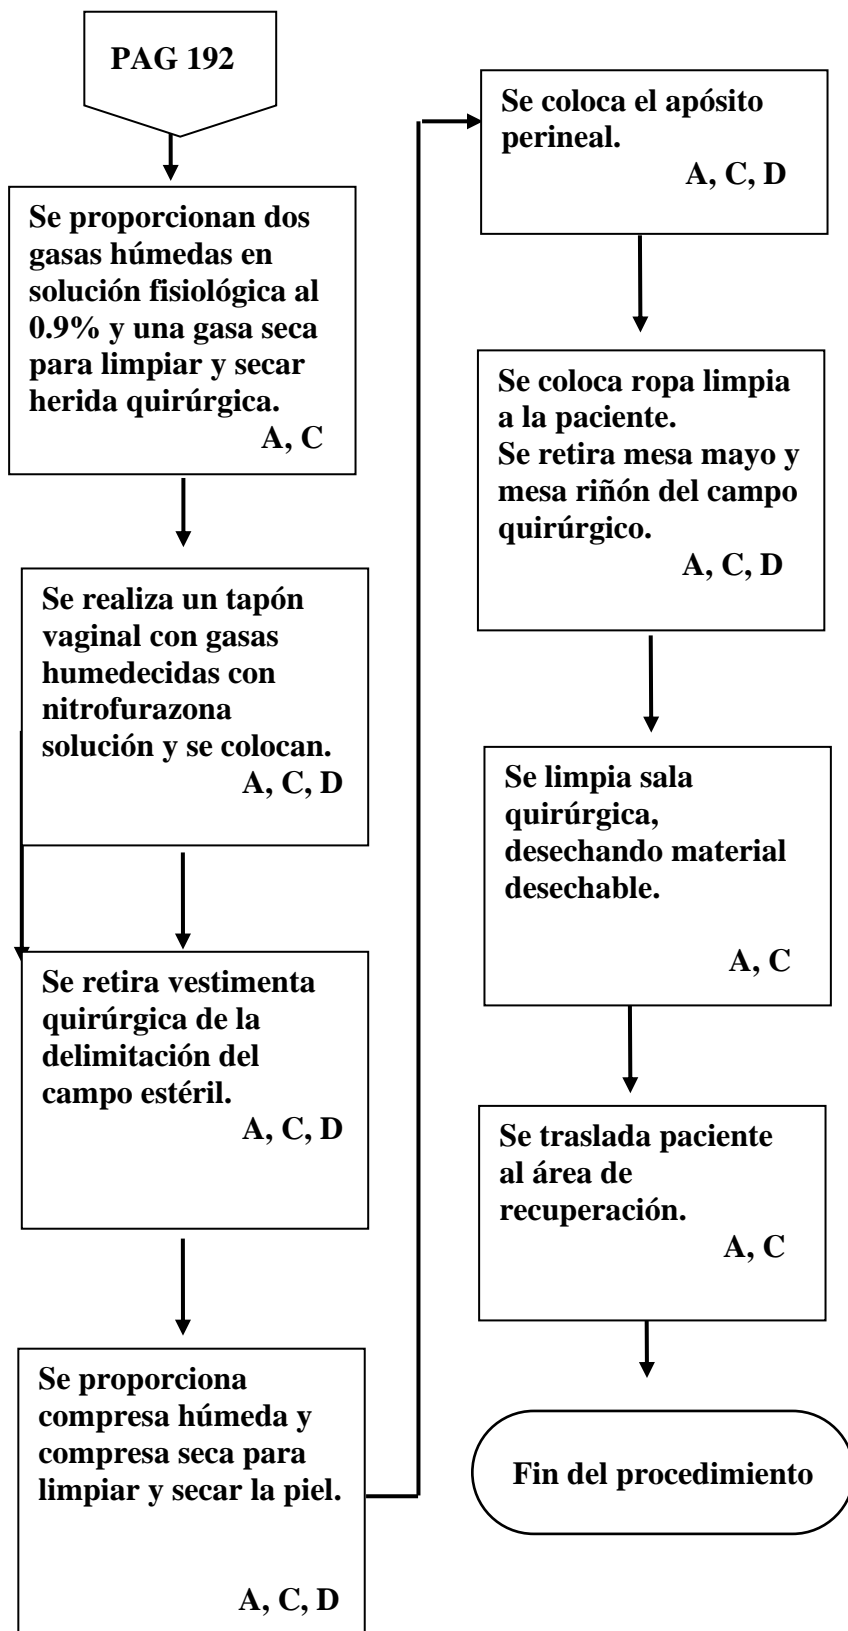 PAG 192
Se proporcionan dos
gasas húmedas en
solución fisiológica al
0.9% y una gasa seca
para limpiar y secar
herida quirúrgica.
A, C
Se realiza un tapón
vaginal con gasas
humedecidas con
nitrofurazona
solución y se colocan.
A, C, D
Se retira vestimenta
quirúrgica de la
delimitación del
campo estéril.
A, C, D
Se proporciona
compresa húmeda y
compresa seca para
limpiar y secar la piel.
A, C, D
Se coloca el apósito
perineal.
A, C, D
Se coloca ropa limpia
a la paciente.
Se retira mesa mayo y
mesa riñón del campo
quirúrgico.
A, C, D
Se limpia sala
quirúrgica,
desechando material
desechable.
A, C
Se traslada paciente
al área de
recuperación.
A, C
Fin del procedimiento